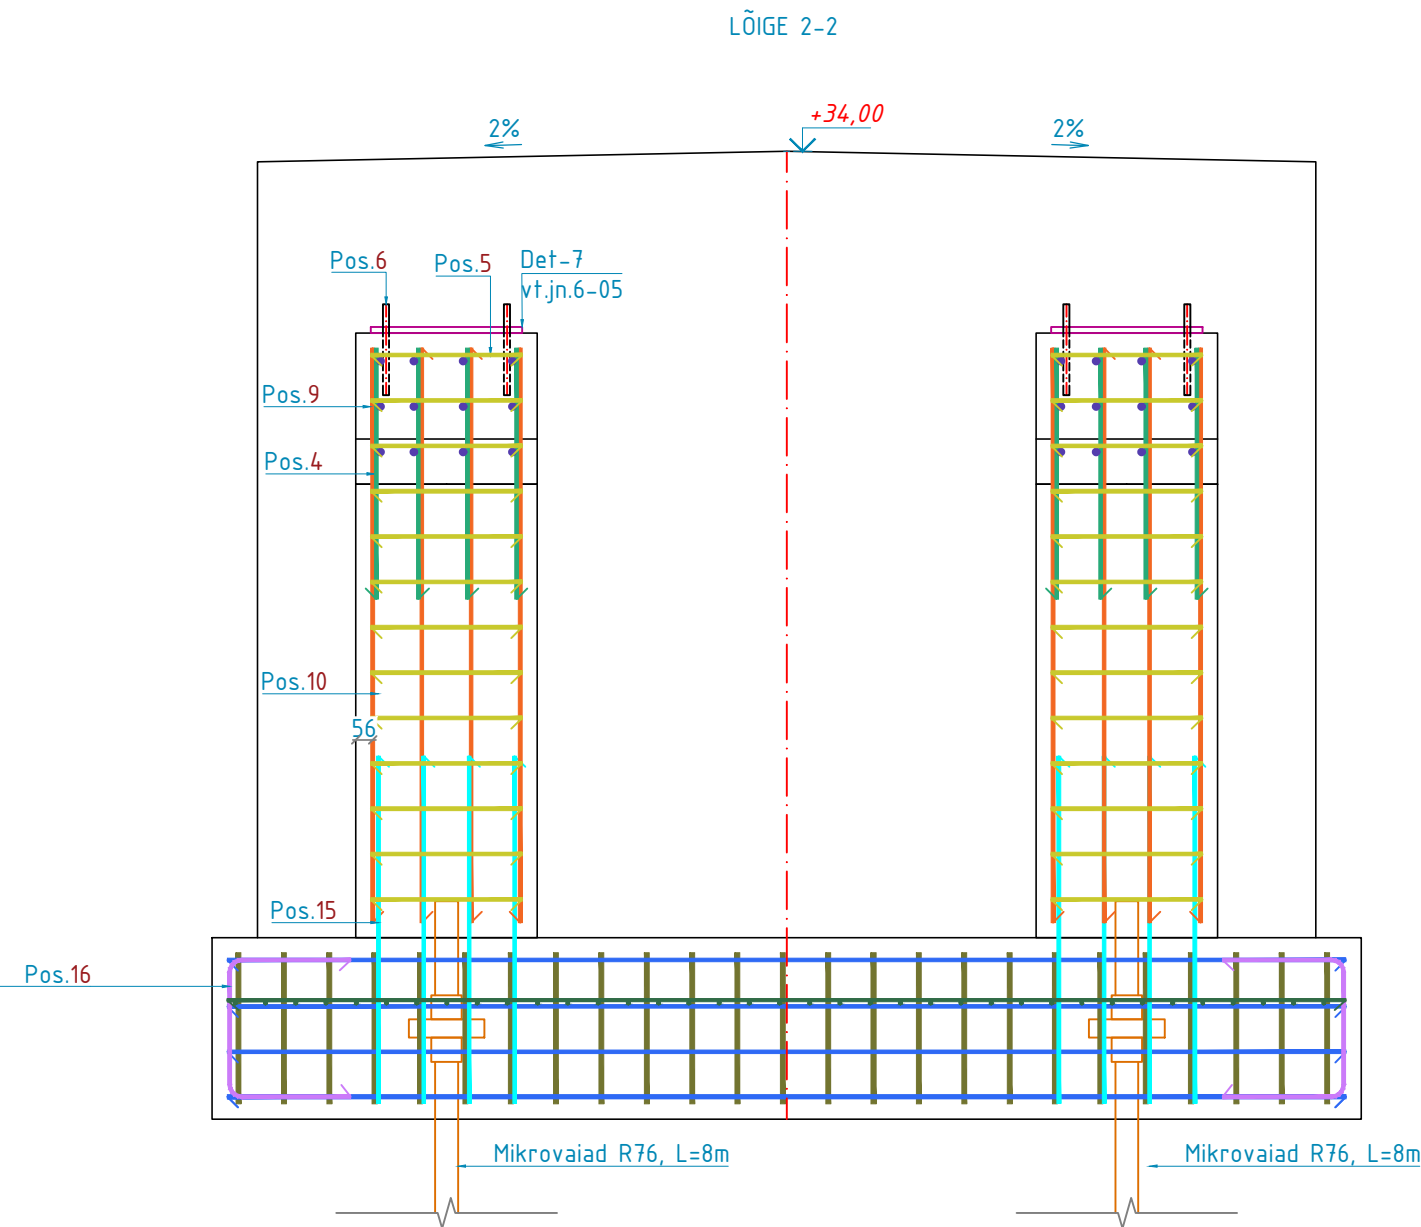 LÕIGE 2-2
+34,00
2%
2%
Pos.6
Pos.5
Det-7
vt.jn.6-05
Pos.9
Pos.4
Pos.10
56
Pos.15
Pos.16
Mikrovaiad R76, L=8m
Mikrovaiad R76, L=8m